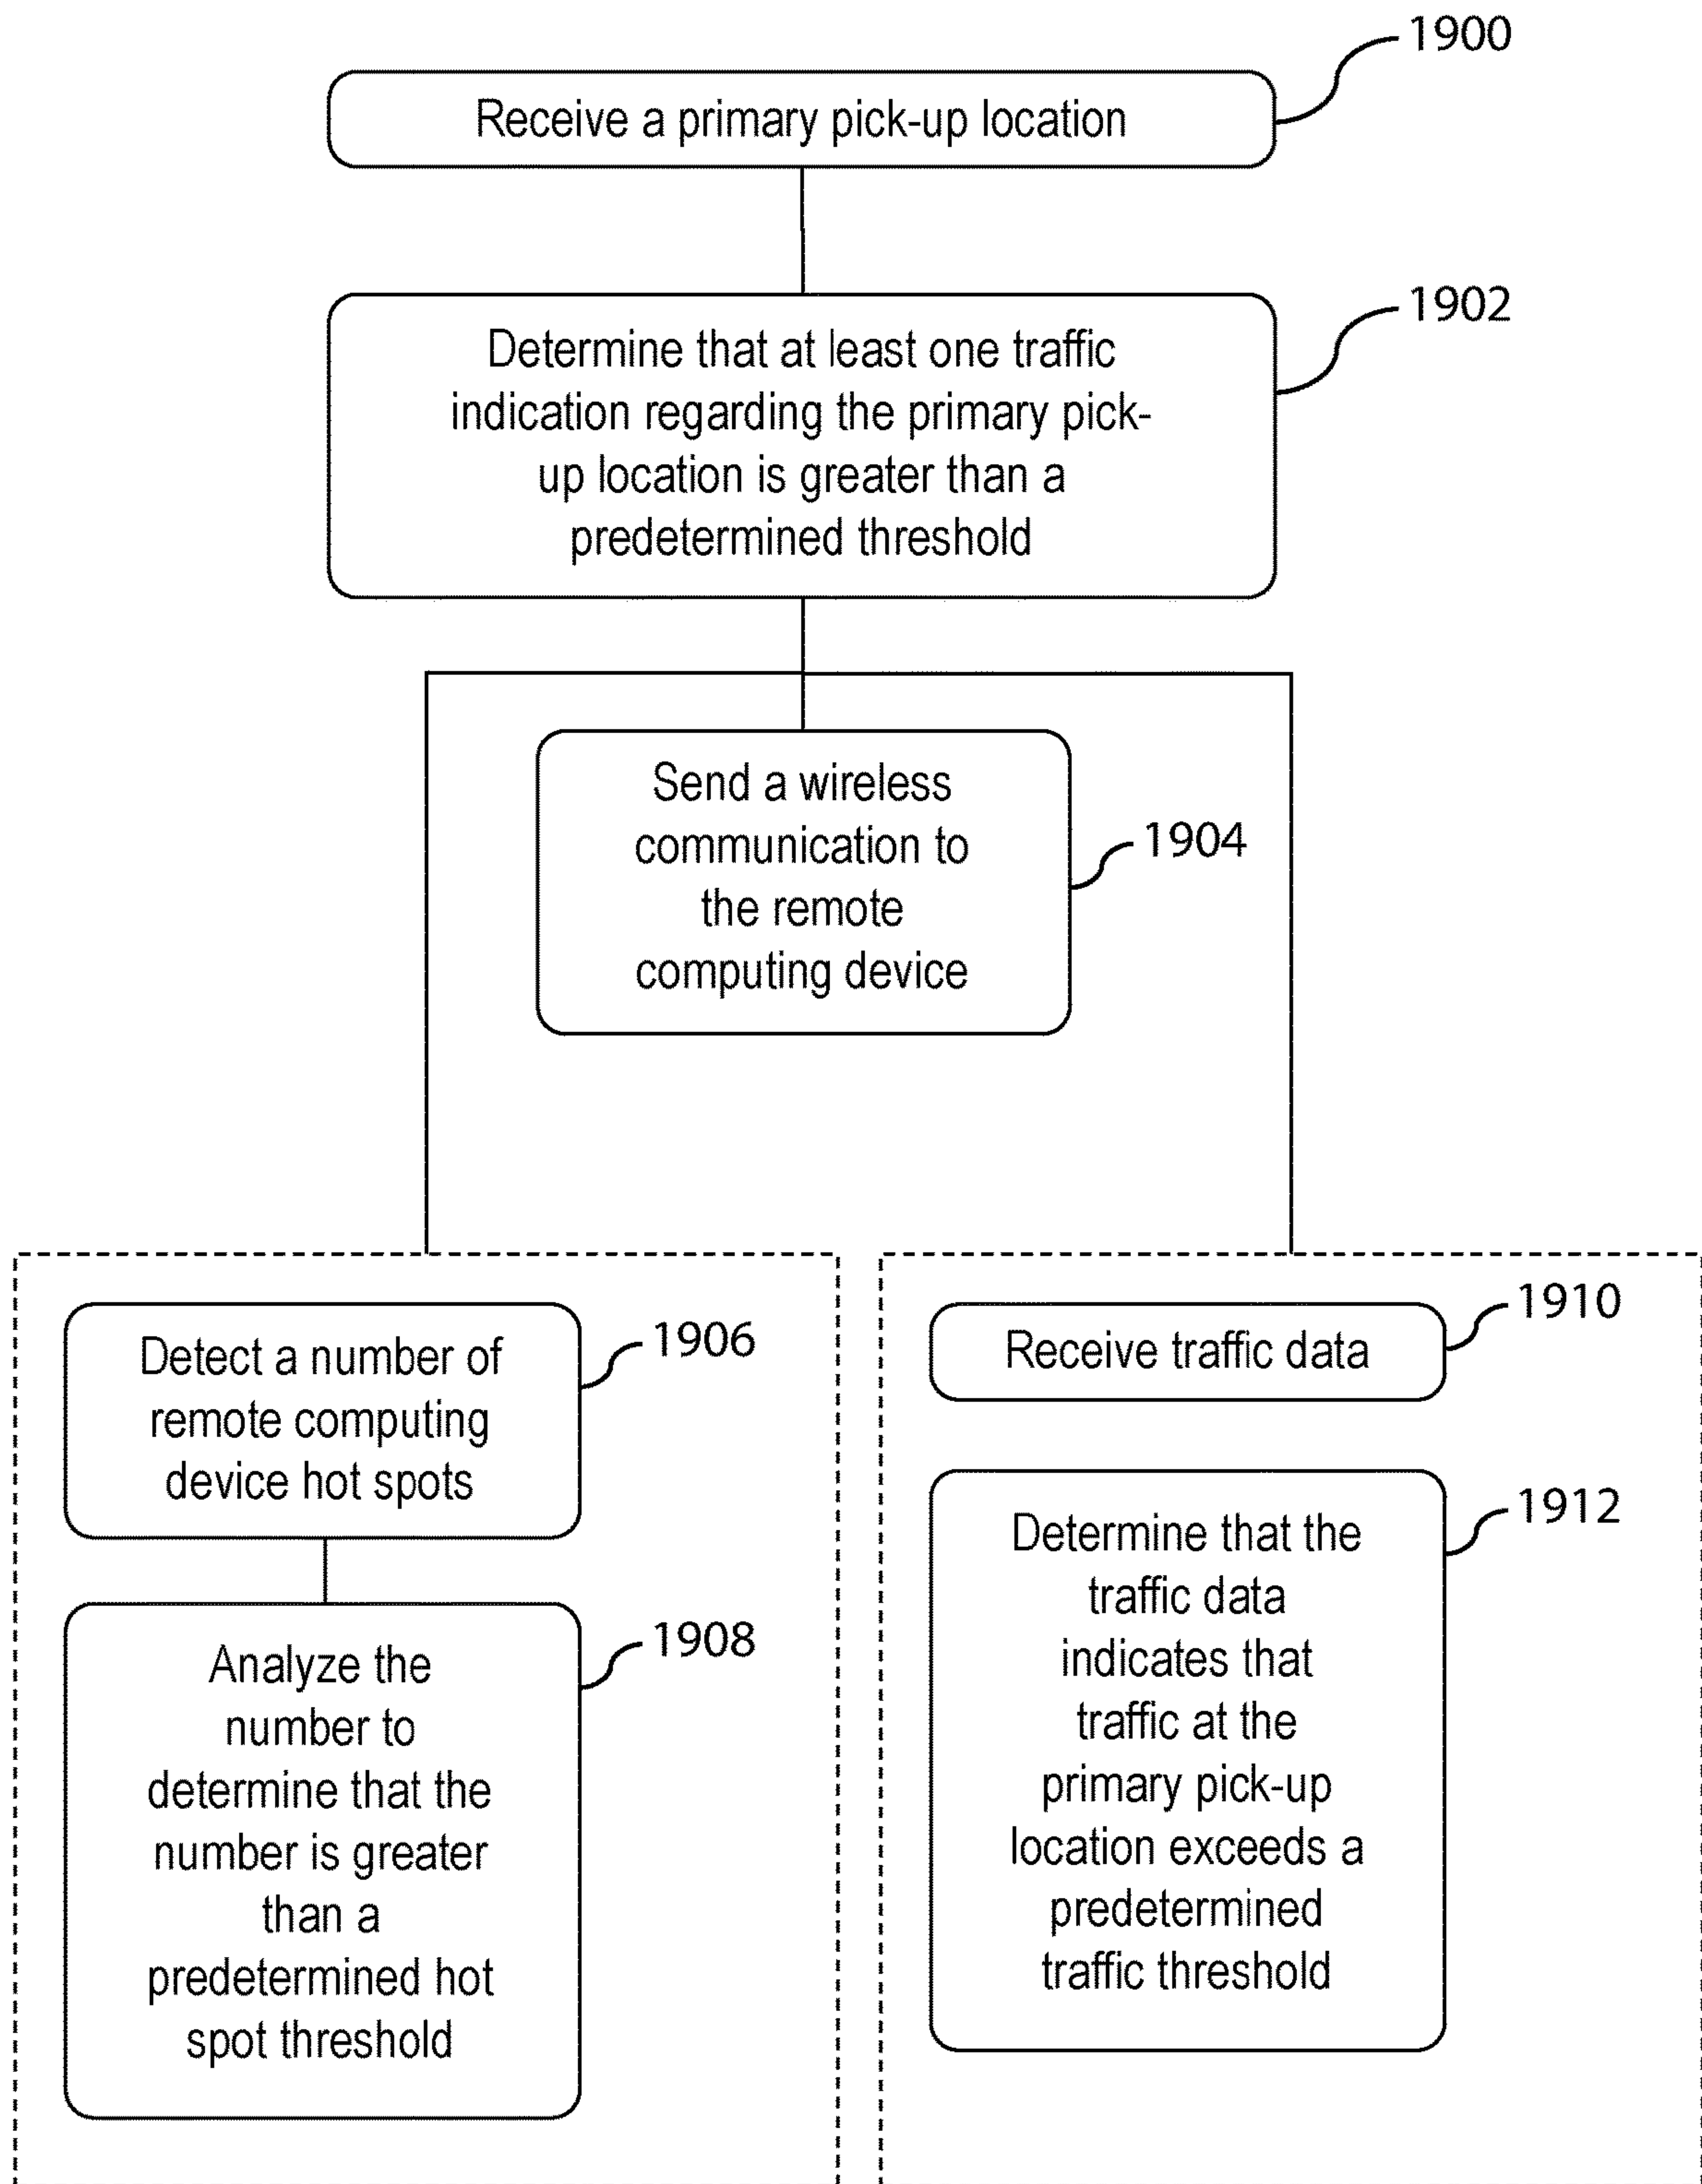 1900
Receive a primary pick-up location
1902
Determine that at least one traffic
indication regarding the primary pick-
up location is greater than a
predetermined threshold
Send a wireless
communication to
the remote
computing device
1904
Detect a number of
remote computing
device hot spots
1906
Analyze the
number to
determine that the
number is greater
than a
predetermined hot
spot threshold
1908
Receive traffic data
1910
Determine that the
traffic data
indicates that
traffic at the
primary pick-up
location exceeds a
predetermined
traffic threshold
1912